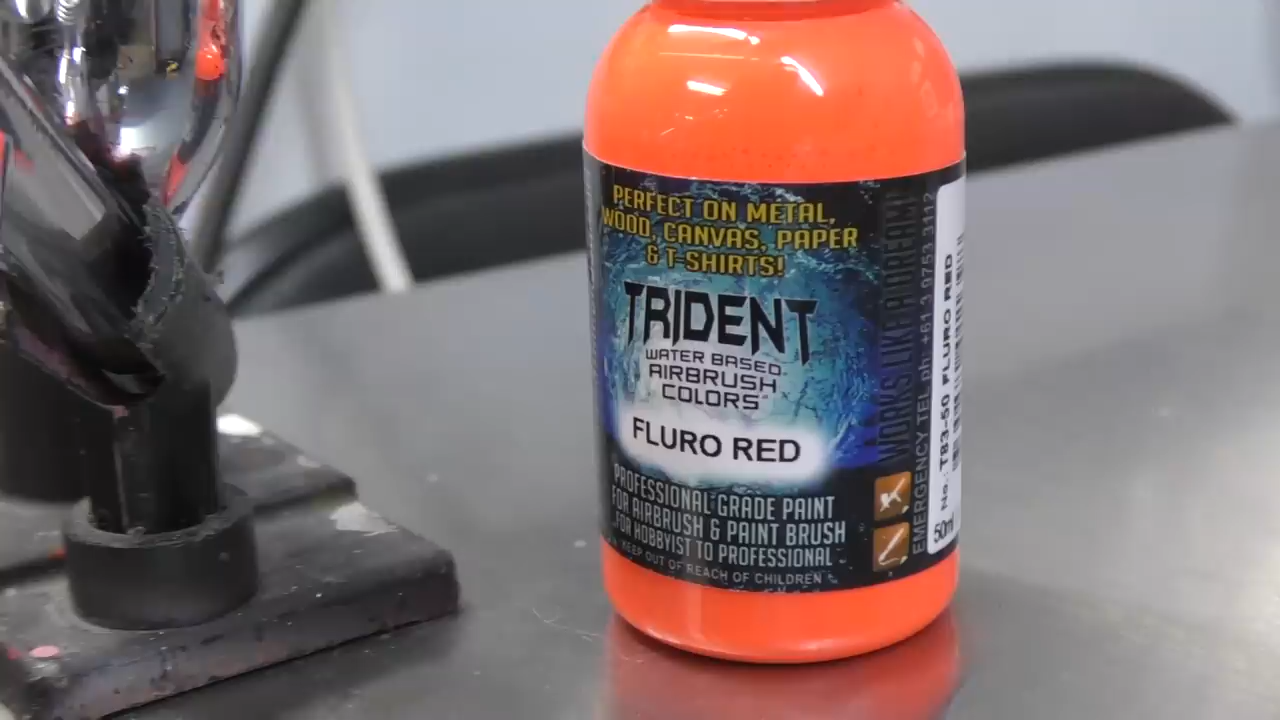 PERFECT ON METAL,
WOOD, CANVAS, PAPER
& T-SHIRTS!
TRIDENT
WATER BASED
AIRBRUSH
COLORS
FLURO RED
PROFESSIONAL GRADE PAINT
FOR AIRBRUSH & PAINT BRUSH
FOR HOBBYIST TO PROFESSIONAL
KEEP OUT OF REACH OF CHILDREN
WORKS LIKE A DREAM!
EMERGENCY TEL ph: +61 3 9753 3112
No.: T83-50 FLURO RED
50ml